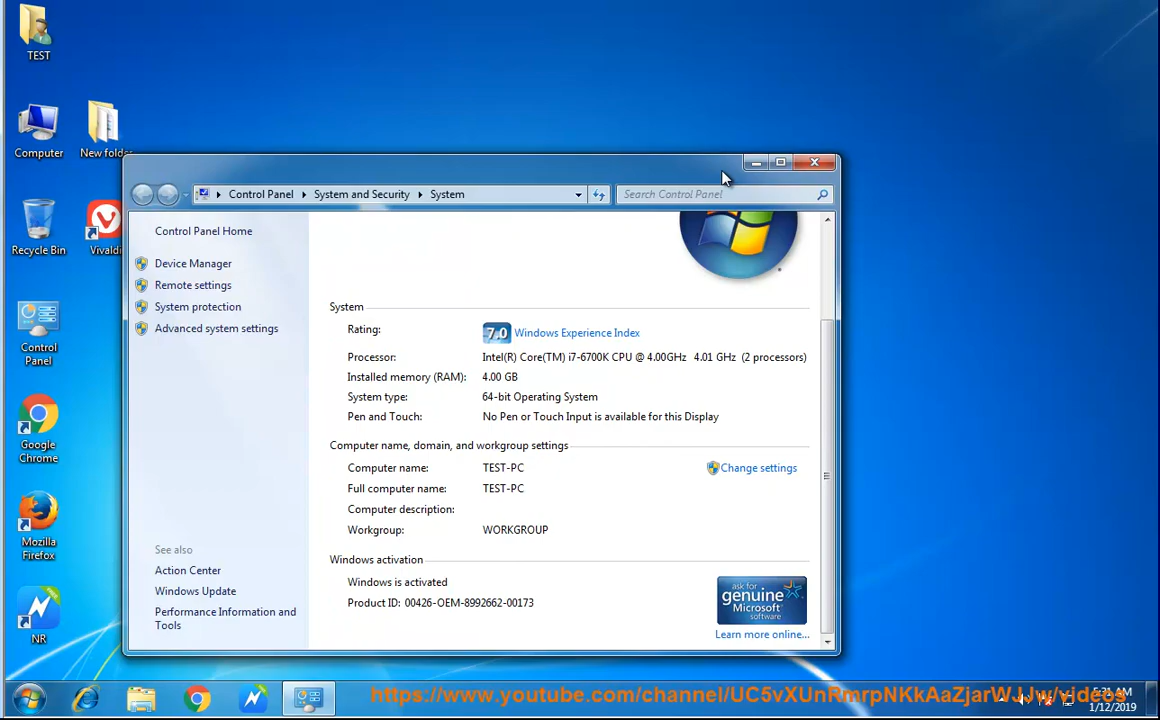 TEST
Computer
New folder
Recycle Bin
Vivaldi
Control
Panel
Google
Chrome
Mozilla
Firefox
NR
Control Panel
System and Security
System
Search Control Panel
Control Panel Home
Device Manager
Remote settings
System protection
Advanced system settings
See also
Action Center
Windows Update
Performance Information and
Tools
System
Rating: 7.0 Windows Experience Index
Processor: Intel(R) Core(TM) i7-6700K CPU @ 4.00GHz 4.01 GHz (2 processors)
Installed memory (RAM): 4.00 GB
System type: 64-bit Operating System
Pen and Touch: No Pen or Touch Input is available for this Display
Computer name, domain, and workgroup settings
Computer name: TEST-PC
Change settings
Full computer name: TEST-PC
Computer description:
Workgroup: WORKGROUP
Windows activation
Windows is activated
Product ID: 00426-OEM-8992662-00173
ask for
genuine
Microsoft
software
Learn more online...
1/12/2019